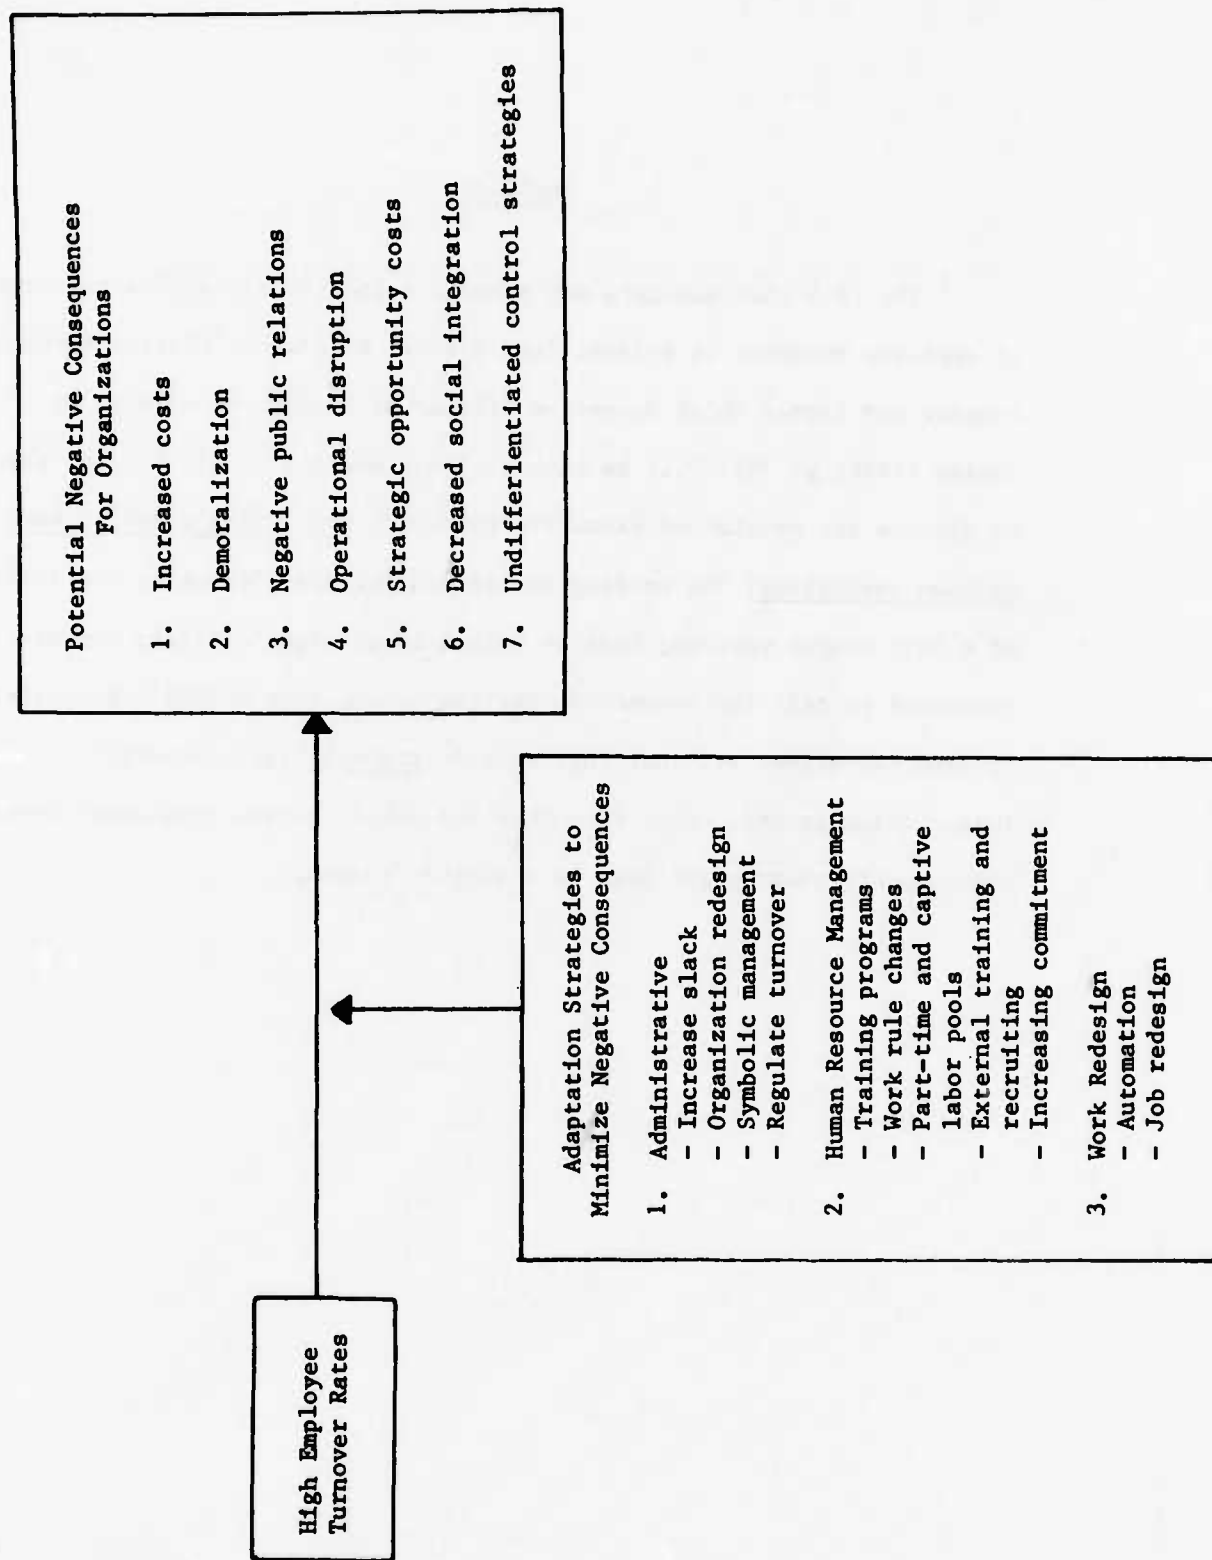 High Employee
Turnover Rates
Potential Negative Consequences
For Organizations
1. Increased costs
2. Demoralization
3. Negative public relations
4. Operational disruption
5. Strategic opportunity costs
6. Decreased social integration
7. Undifferientiated control strategies
Adaptation Strategies to
Minimize Negative Consequences
1. Administrative
- Increase slack
- Organization redesign
- Symbolic management
- Regulate turnover
2. Human Resource Management
- Training programs
- Work rule changes
- Part-time and captive
labor pools
- External training and
recruiting
- Increasing commitment
3. Work Redesign
- Automation
- Job redesign